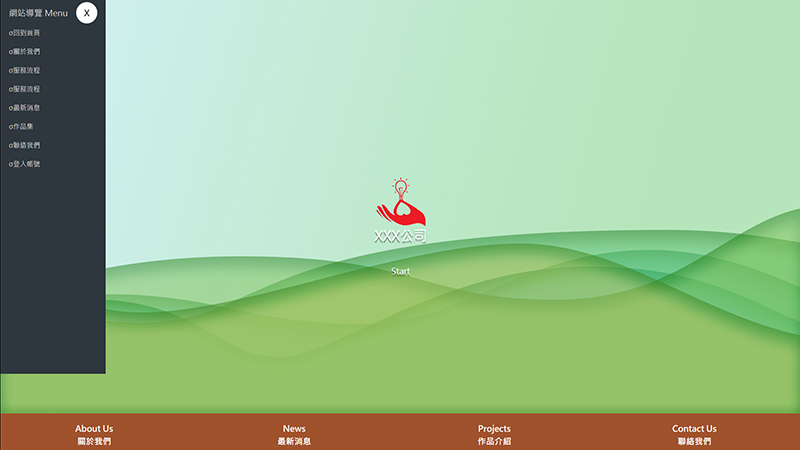 網站導覽 Menu
X
σ回到首頁
σ關於我們
σ服務流程
σ服務流程
σ最新消息
σ作品集
σ聯絡我們
σ登入帳號
XXX公司
Start
About Us
關於我們
News
最新消息
Projects
作品介紹
Contact Us
聯絡我們